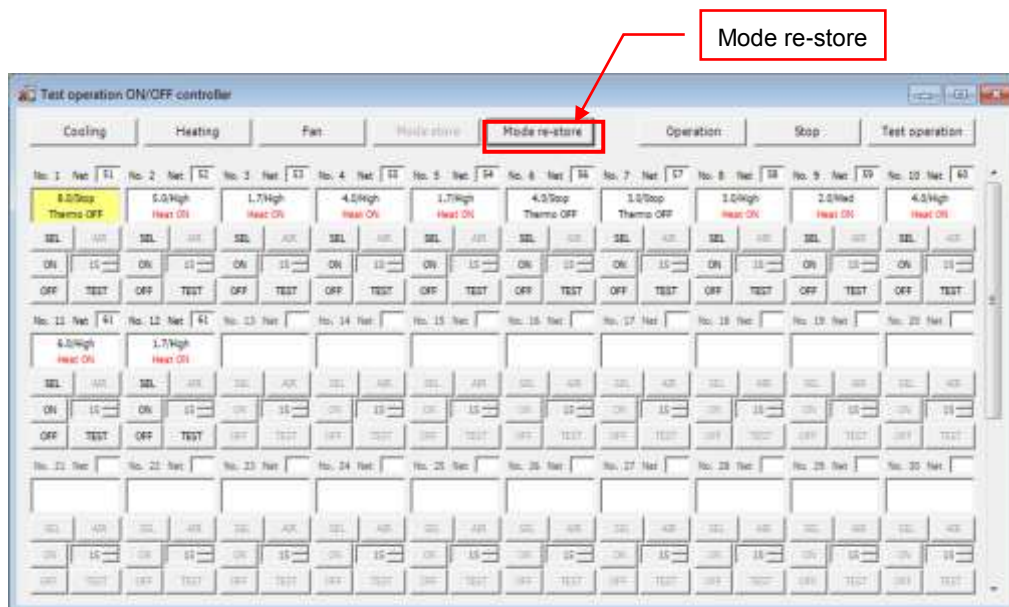 Mode re-store
Test operation ON/OFF controller
Cooling Heating Fan Mode store Mode re-store Operation Stop Test operation
No. 1 Net 51 No. 2 Net 52 No. 3 Net 53 No. 4 Net No. 5 Net 54 No. 6 Net 56 No. 7 Net 57 No. 8 Net 58 No. 9 Net 59 No. 10 Net 60
8.0/Stop 5.0/High 1.7/High 4.0/High 1.7/High 4.0/Stop 3.0/Stop 3.0/High 2.0/Med 4.0/High
Thermo OFF Heat ON Heat ON Heat ON Heat ON Thermo OFF Thermo OFF Heat ON Heat ON Heat ON
SEL AIR SEL AIR SEL AIR SEL AIR SEL AIR SEL AIR SEL AIR SEL AIR SEL AIR SEL AIR
ON 15 ON 15 ON 15 ON 15 ON 15 ON 15 ON 15 ON 15 ON 15 ON 15
OFF TEST OFF TEST OFF TEST OFF TEST OFF TEST OFF TEST OFF TEST OFF TEST OFF TEST OFF TEST
No. 11 Net 61 No. 12 Net 61 No. 13 Net No. 14 Net No. 15 Net No. 16 Net No. 17 Net No. 18 Net No. 19 Net No. 20 Net
6.0/High 1.7/High
Heat ON Heat ON
SEL AIR SEL AIR SEL AIR SEL AIR SEL AIR SEL AIR SEL AIR SEL AIR SEL AIR SEL AIR
ON 15 ON 15 ON 15 ON 15 ON 15 ON 15 ON 15 ON 15 ON 15 ON 15
OFF TEST OFF TEST OFF TEST OFF TEST OFF TEST OFF TEST OFF TEST OFF TEST OFF TEST OFF TEST
No. 21 Net No. 22 Net No. 23 Net No. 24 Net No. 25 Net No. 26 Net No. 27 Net No. 28 Net No. 29 Net No. 30 Net
SEL AIR SEL AIR SEL AIR SEL AIR SEL AIR SEL AIR SEL AIR SEL AIR SEL AIR SEL AIR
ON 15 ON 15 ON 15 ON 15 ON 15 ON 15 ON 15 ON 15 ON 15 ON 15
OFF TEST OFF TEST OFF TEST OFF TEST OFF TEST OFF TEST OFF TEST OFF TEST OFF TEST OFF TEST